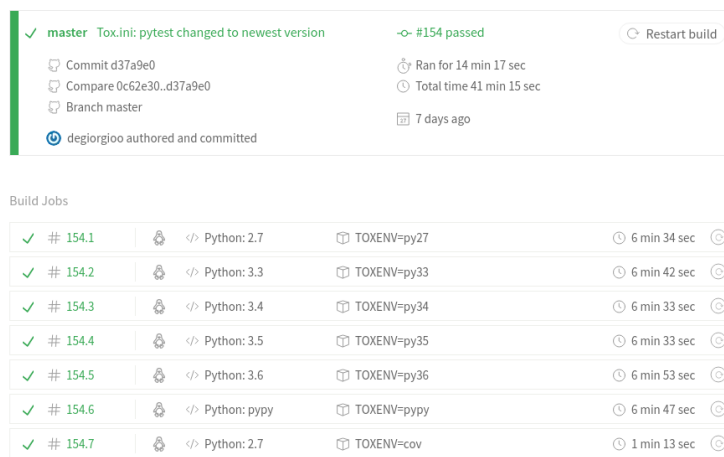 master Tox.ini: pytest changed to newest version
#154 passed
Restart build
Commit d37a9e0
Ran for 14 min 17 sec
Compare 0c62e30..d37a9e0
Total time 41 min 15 sec
Branch master
7 days ago
degiorgioo authored and committed
Build Jobs
# 154.1 </> Python: 2.7 TOXENV=py27 6 min 34 sec
# 154.2 </> Python: 3.3 TOXENV=py33 6 min 42 sec
# 154.3 </> Python: 3.4 TOXENV=py34 6 min 33 sec
# 154.4 </> Python: 3.5 TOXENV=py35 6 min 33 sec
# 154.5 </> Python: 3.6 TOXENV=py36 6 min 53 sec
# 154.6 </> Python: pypy TOXENV=pypy 6 min 47 sec
# 154.7 </> Python: 2.7 TOXENV=cov 1 min 13 sec